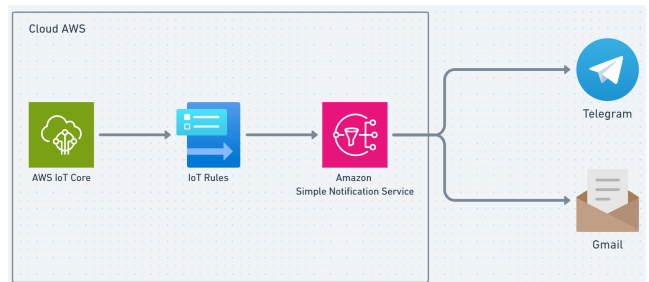 Cloud AWS
AWS IoT Core
IoT Rules
Amazon
Simple Notification Service
Telegram
Gmail